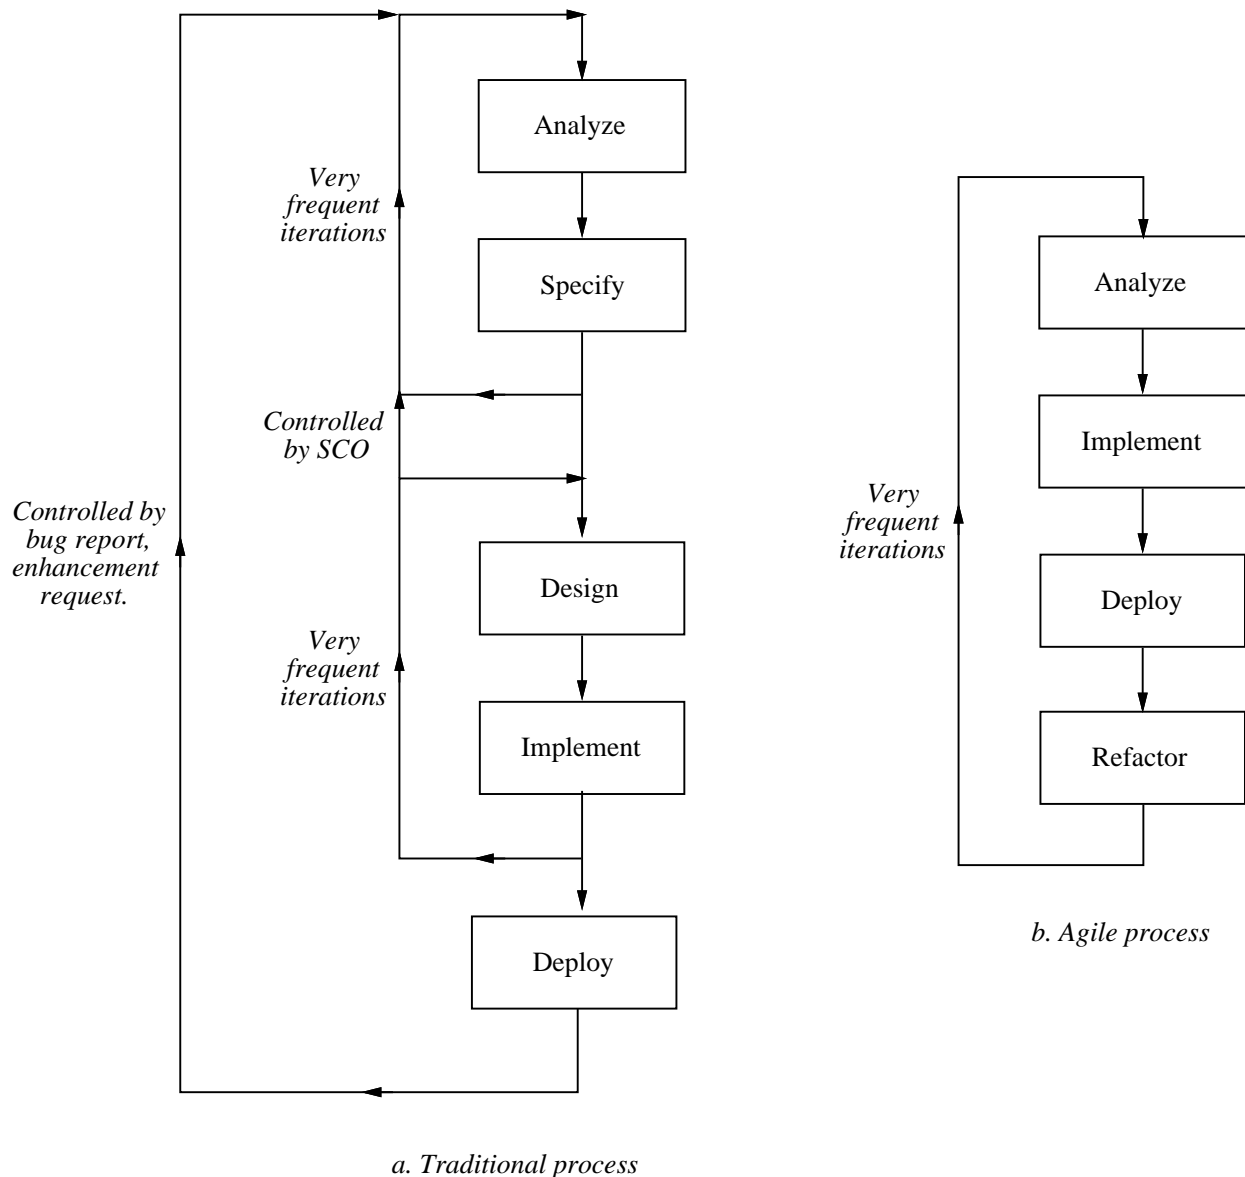 Analyze
Very
frequent
iterations
Specify
Controlled
by SCO
Controlled by
bug report,
enhancement
request.
Design
Very
frequent
iterations
Implement
Deploy
a. Traditional process
Analyze
Implement
Very
frequent
iterations
Deploy
Refactor
b. Agile process